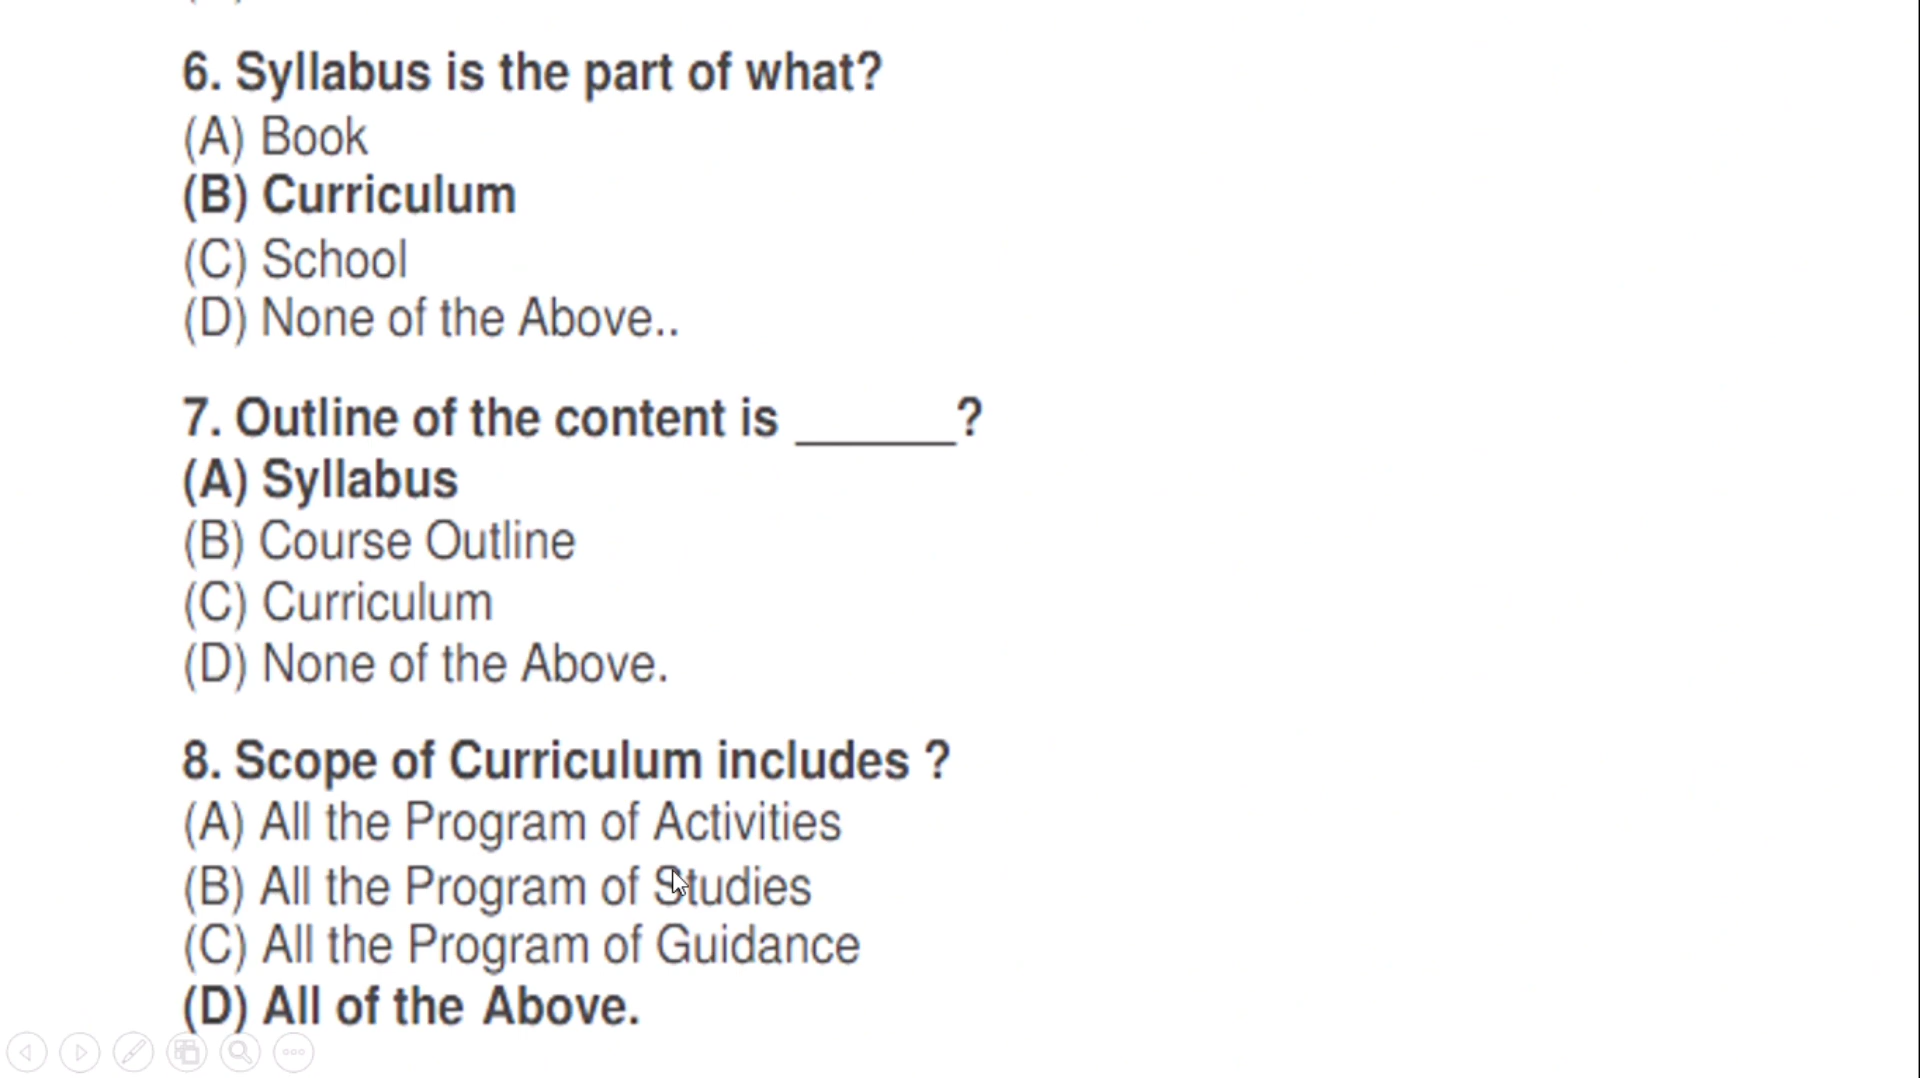 6. Syllabus is the part of what?
(A) Book
(B) Curriculum
(C) School
(D) None of the Above..
7. Outline of the content is ______?
(A) Syllabus
(B) Course Outline
(C) Curriculum
(D) None of the Above.
8. Scope of Curriculum includes ?
(A) All the Program of Activities
(B) All the Program of Studies
(C) All the Program of Guidance
(D) All of the Above.